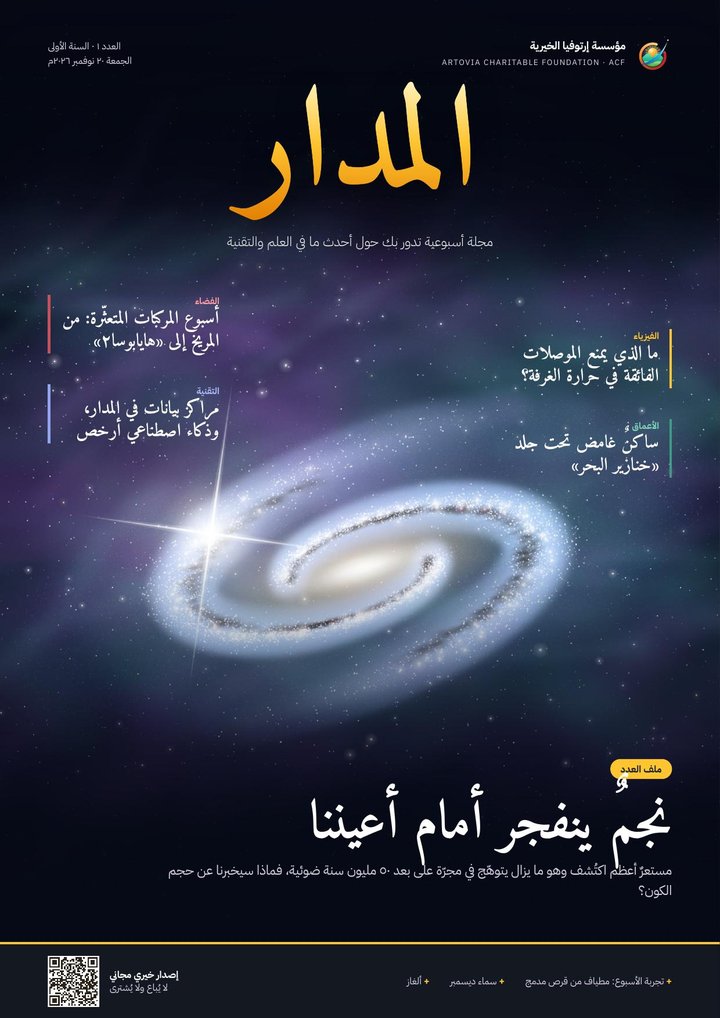 مؤسسة إرتوفيا الخيرية
ARTOVIA CHARITABLE FOUNDATION · ACF
العدد ١ · السنة الأولى
الجمعة ٢٠ نوفمبر ٢٠٢٦م
المدار
مجلة أسبوعية تدور بك حول أحدث ما في العلم والتقنية
الفيزياء
ما الذي يمنع الموصلات
الفائقة في حرارة الغرفة؟
الأعماق
ساكنٌ غامض تحت جلد
«خنازير البحر»
الفضاء
أسبوع المركبات المتعثّرة: من
المريخ إلى «هايابوسا٢»
التقنية
مراكز بيانات في المدار،
وذكاء اصطناعي أرخص
ملف العدد
نجمٌ ينفجر أمام أعيننا
مستعرٌ أعظم اكتُشف وهو ما يزال يتوهّج في مجرّة على بعد ٥٠ مليون سنة ضوئية، فماذا سيخبرنا عن حجم
الكون؟
+ تجربة الأسبوع: مطياف من قرص مدمج
+ سماء ديسمبر
+ ألغاز
إصدار خيري مجاني
لا يُباع ولا يُشترى